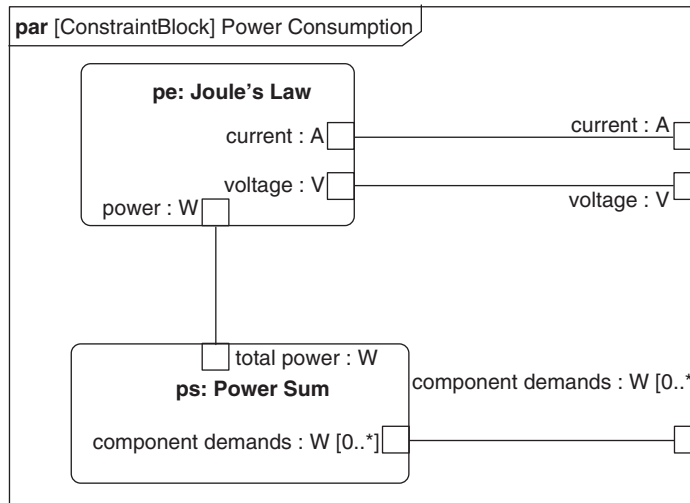 par [ConstraintBlock] Power Consumption
pe: Joule's Law
current : A
current : A
voltage : V
voltage : V
power : W
total power : W
ps: Power Sum
component demands : W [0..*
component demands : W [0..*]